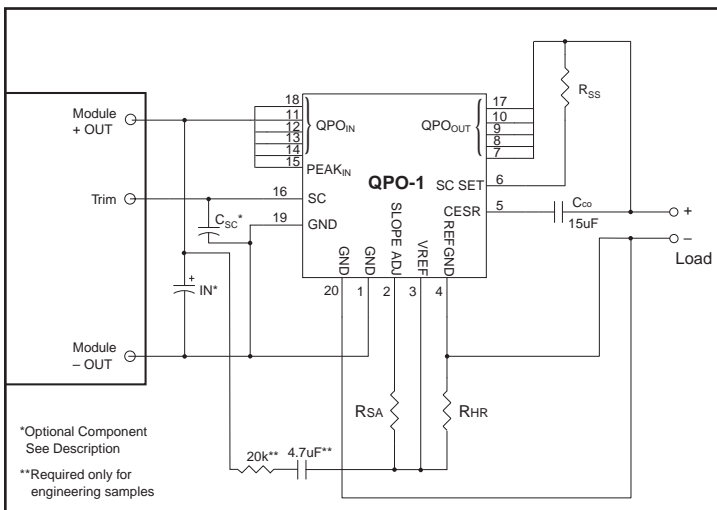 Module
+ OUT
Trim
Module
– OUT
*Optional Component
See Description
**Required only for
engineering samples
CSC*
IN*
+
20k**
4.7uF**
18
11
12
13
14
15
QPOIN
PEAKIN
16
SC
19
GND
QPO-1
17
10
9
8
7
QPOOUT
SC SET
6
CESR
5
GND
GND
SLOPE ADJ
VREF
REFGND
20
1
2
3
4
RSS
Cco
15uF
+
–
Load
RSA
RHR